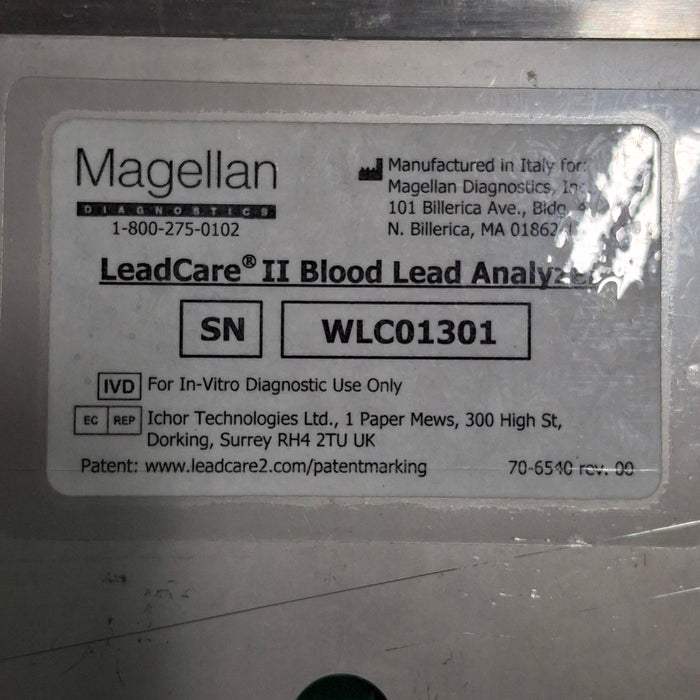 Magellan
DIAGNOSTICS
1-800-275-0102
Manufactured in Italy for:
Magellan Diagnostics, Inc.
101 Billerica Ave., Bldg. 4
N. Billerica, MA 01862
LeadCare® II Blood Lead Analyzer
SN
WLC01301
IVD For In-Vitro Diagnostic Use Only
EC REP Ichor Technologies Ltd., 1 Paper Mews, 300 High St,
Dorking, Surrey RH4 2TU UK
Patent: www.leadcare2.com/patentmarking
70-6540 rev. 00